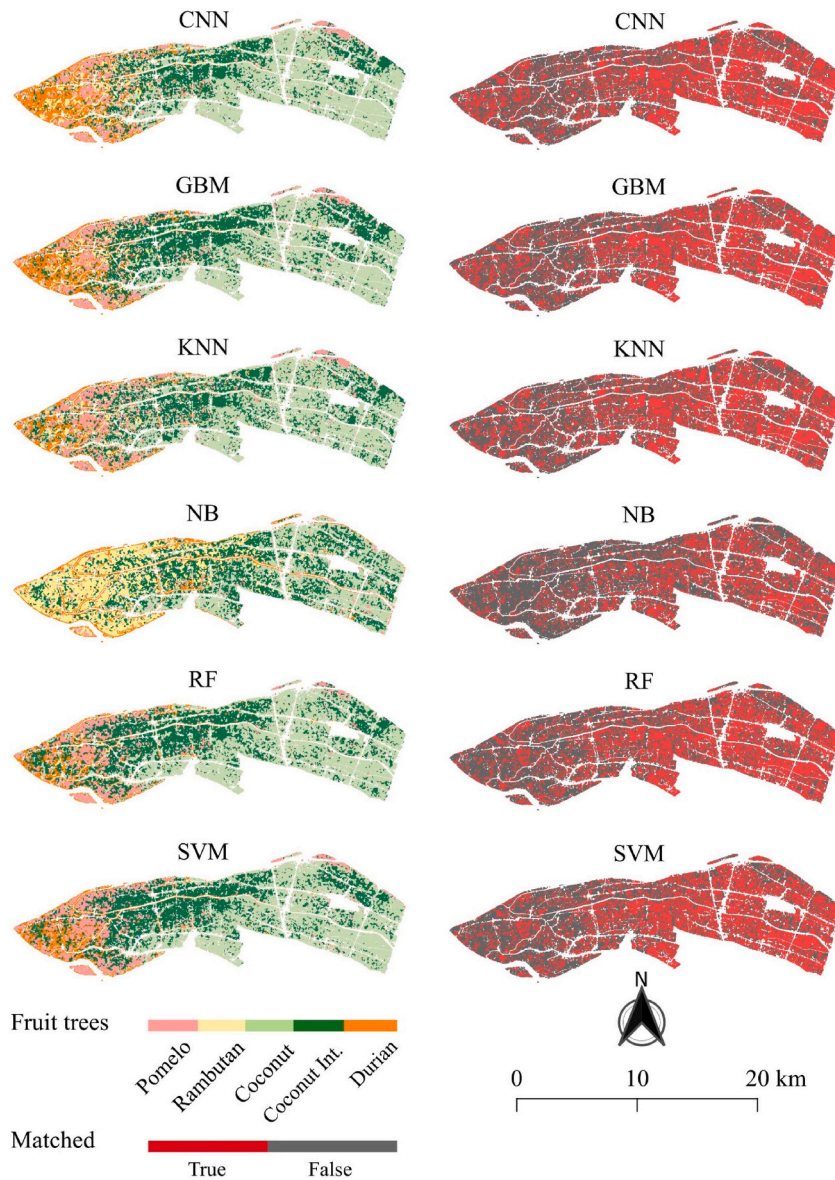 CNN CNN
GBM GBM
KNN KNN
NB NB
RF RF
SVM SVM
N
Fruit trees
Pomelo Rambutan Coconut Coconut Int. Durian
0 10 20 km
Matched
True False